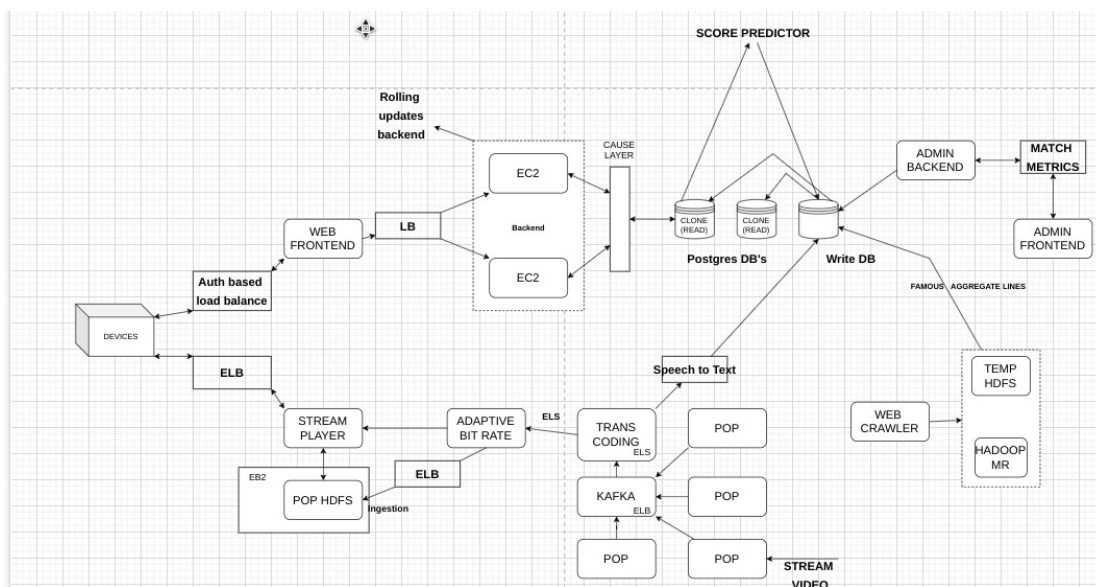 SCORE PREDICTOR
Rolling
updates
backend
CAUSE
LAYER
EC2
Backend
EC2
LB
WEB
FRONTEND
Auth based
load balance
DEVICES
ELB
CLONE
(READ)
CLONE
(READ)
Postgres DB's
Write DB
ADMIN
BACKEND
MATCH
METRICS
ADMIN
FRONTEND
FAMOUS AGGREGATE LINES
TEMP
HDFS
HADOOP
MR
WEB
CRAWLER
Speech to Text
STREAM
PLAYER
ADAPTIVE
BIT RATE
ELS
TRANS
CODING
ELS
POP
ELB
EB2
POP HDFS
Ingestion
KAFKA
ELB
POP
POP
POP
STREAM
VIDEO